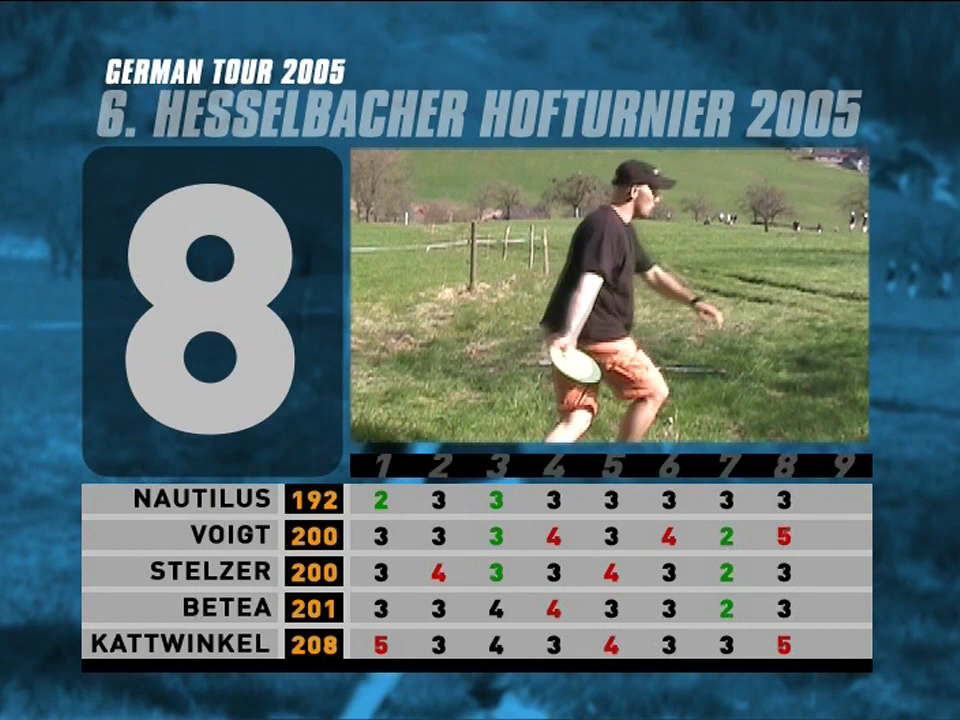 GERMAN TOUR 2005
6. HESSELBACHER HOFTURNIER 2005
8
1 2 3 4 5 6 7 8 9
NAUTILUS 192 2 3 3 3 3 3 3 3
VOIGT 200 3 3 3 4 3 4 2 5
STELZER 200 3 4 3 3 4 3 2 3
BETEA 201 3 3 4 4 3 3 2 3
KATTWINKEL 208 5 3 4 3 4 3 3 5